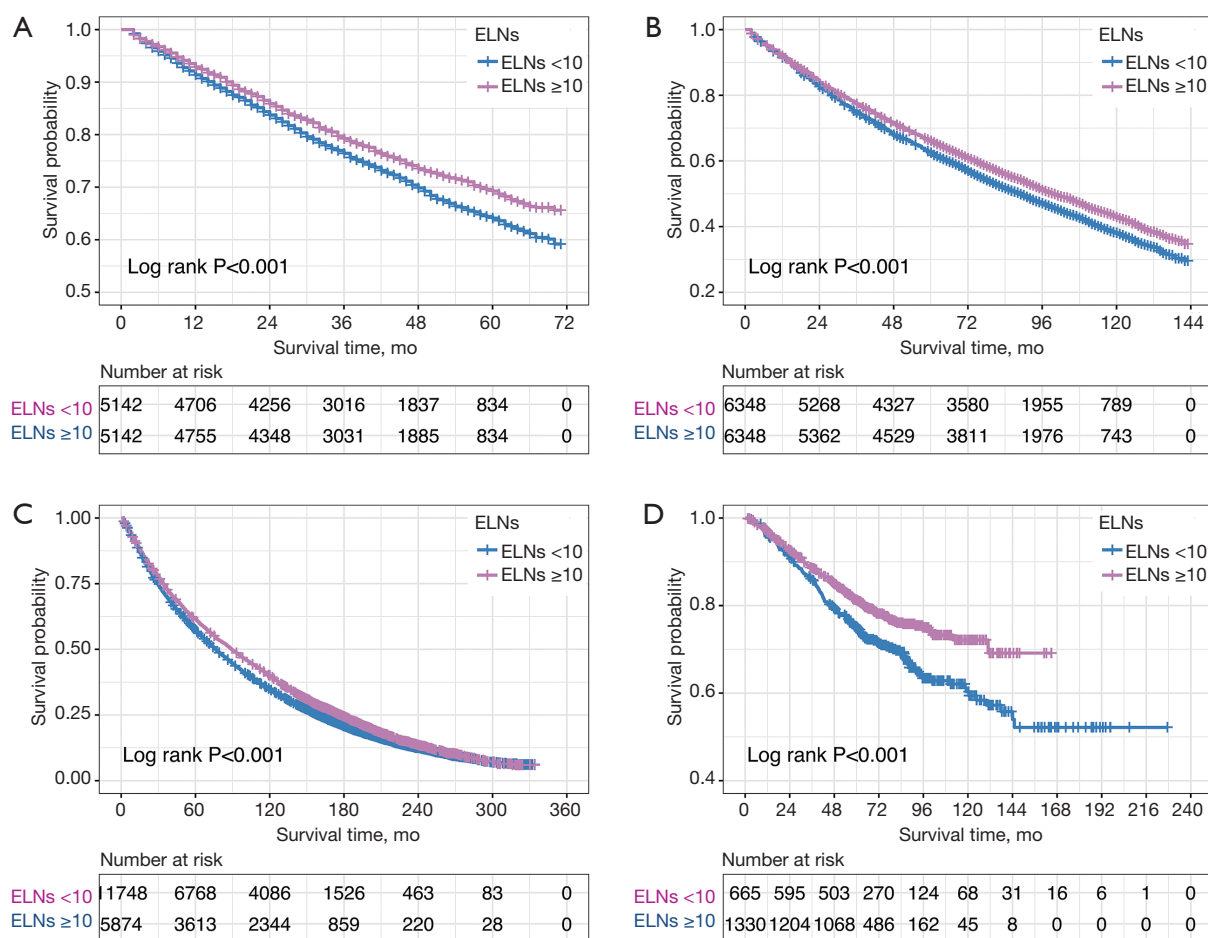 A
ELNs
ELNs <10
ELNs ≥10
Survival probability
1.0
0.9
0.8
0.7
0.6
0.5
Log rank P<0.001
0 12 24 36 48 60 72
Survival time, mo
Number at risk
ELNs <10 5142 4706 4256 3016 1837 834 0
ELNs ≥10 5142 4755 4348 3031 1885 834 0
B
ELNs
ELNs <10
ELNs ≥10
Survival probability
1.0
0.8
0.6
0.4
0.2
Log rank P<0.001
0 24 48 72 96 120 144
Survival time, mo
Number at risk
ELNs <10 6348 5268 4327 3580 1955 789 0
ELNs ≥10 6348 5362 4529 3811 1976 743 0
C
ELNs
ELNs <10
ELNs ≥10
Survival probability
1.00
0.75
0.50
0.25
0.00
Log rank P<0.001
0 60 120 180 240 300 360
Survival time, mo
Number at risk
ELNs <10 11748 6768 4086 1526 463 83 0
ELNs ≥10 5874 3613 2344 859 220 28 0
D
ELNs
ELNs <10
ELNs ≥10
Survival probability
1.0
0.8
0.6
0.4
Log rank P<0.001
0 24 48 72 96 120 144 168 192 216 240
Survival time, mo
Number at risk
ELNs <10 665 595 503 270 124 68 31 16 6 1 0
ELNs ≥10 1330 1204 1068 486 162 45 8 0 0 0 0